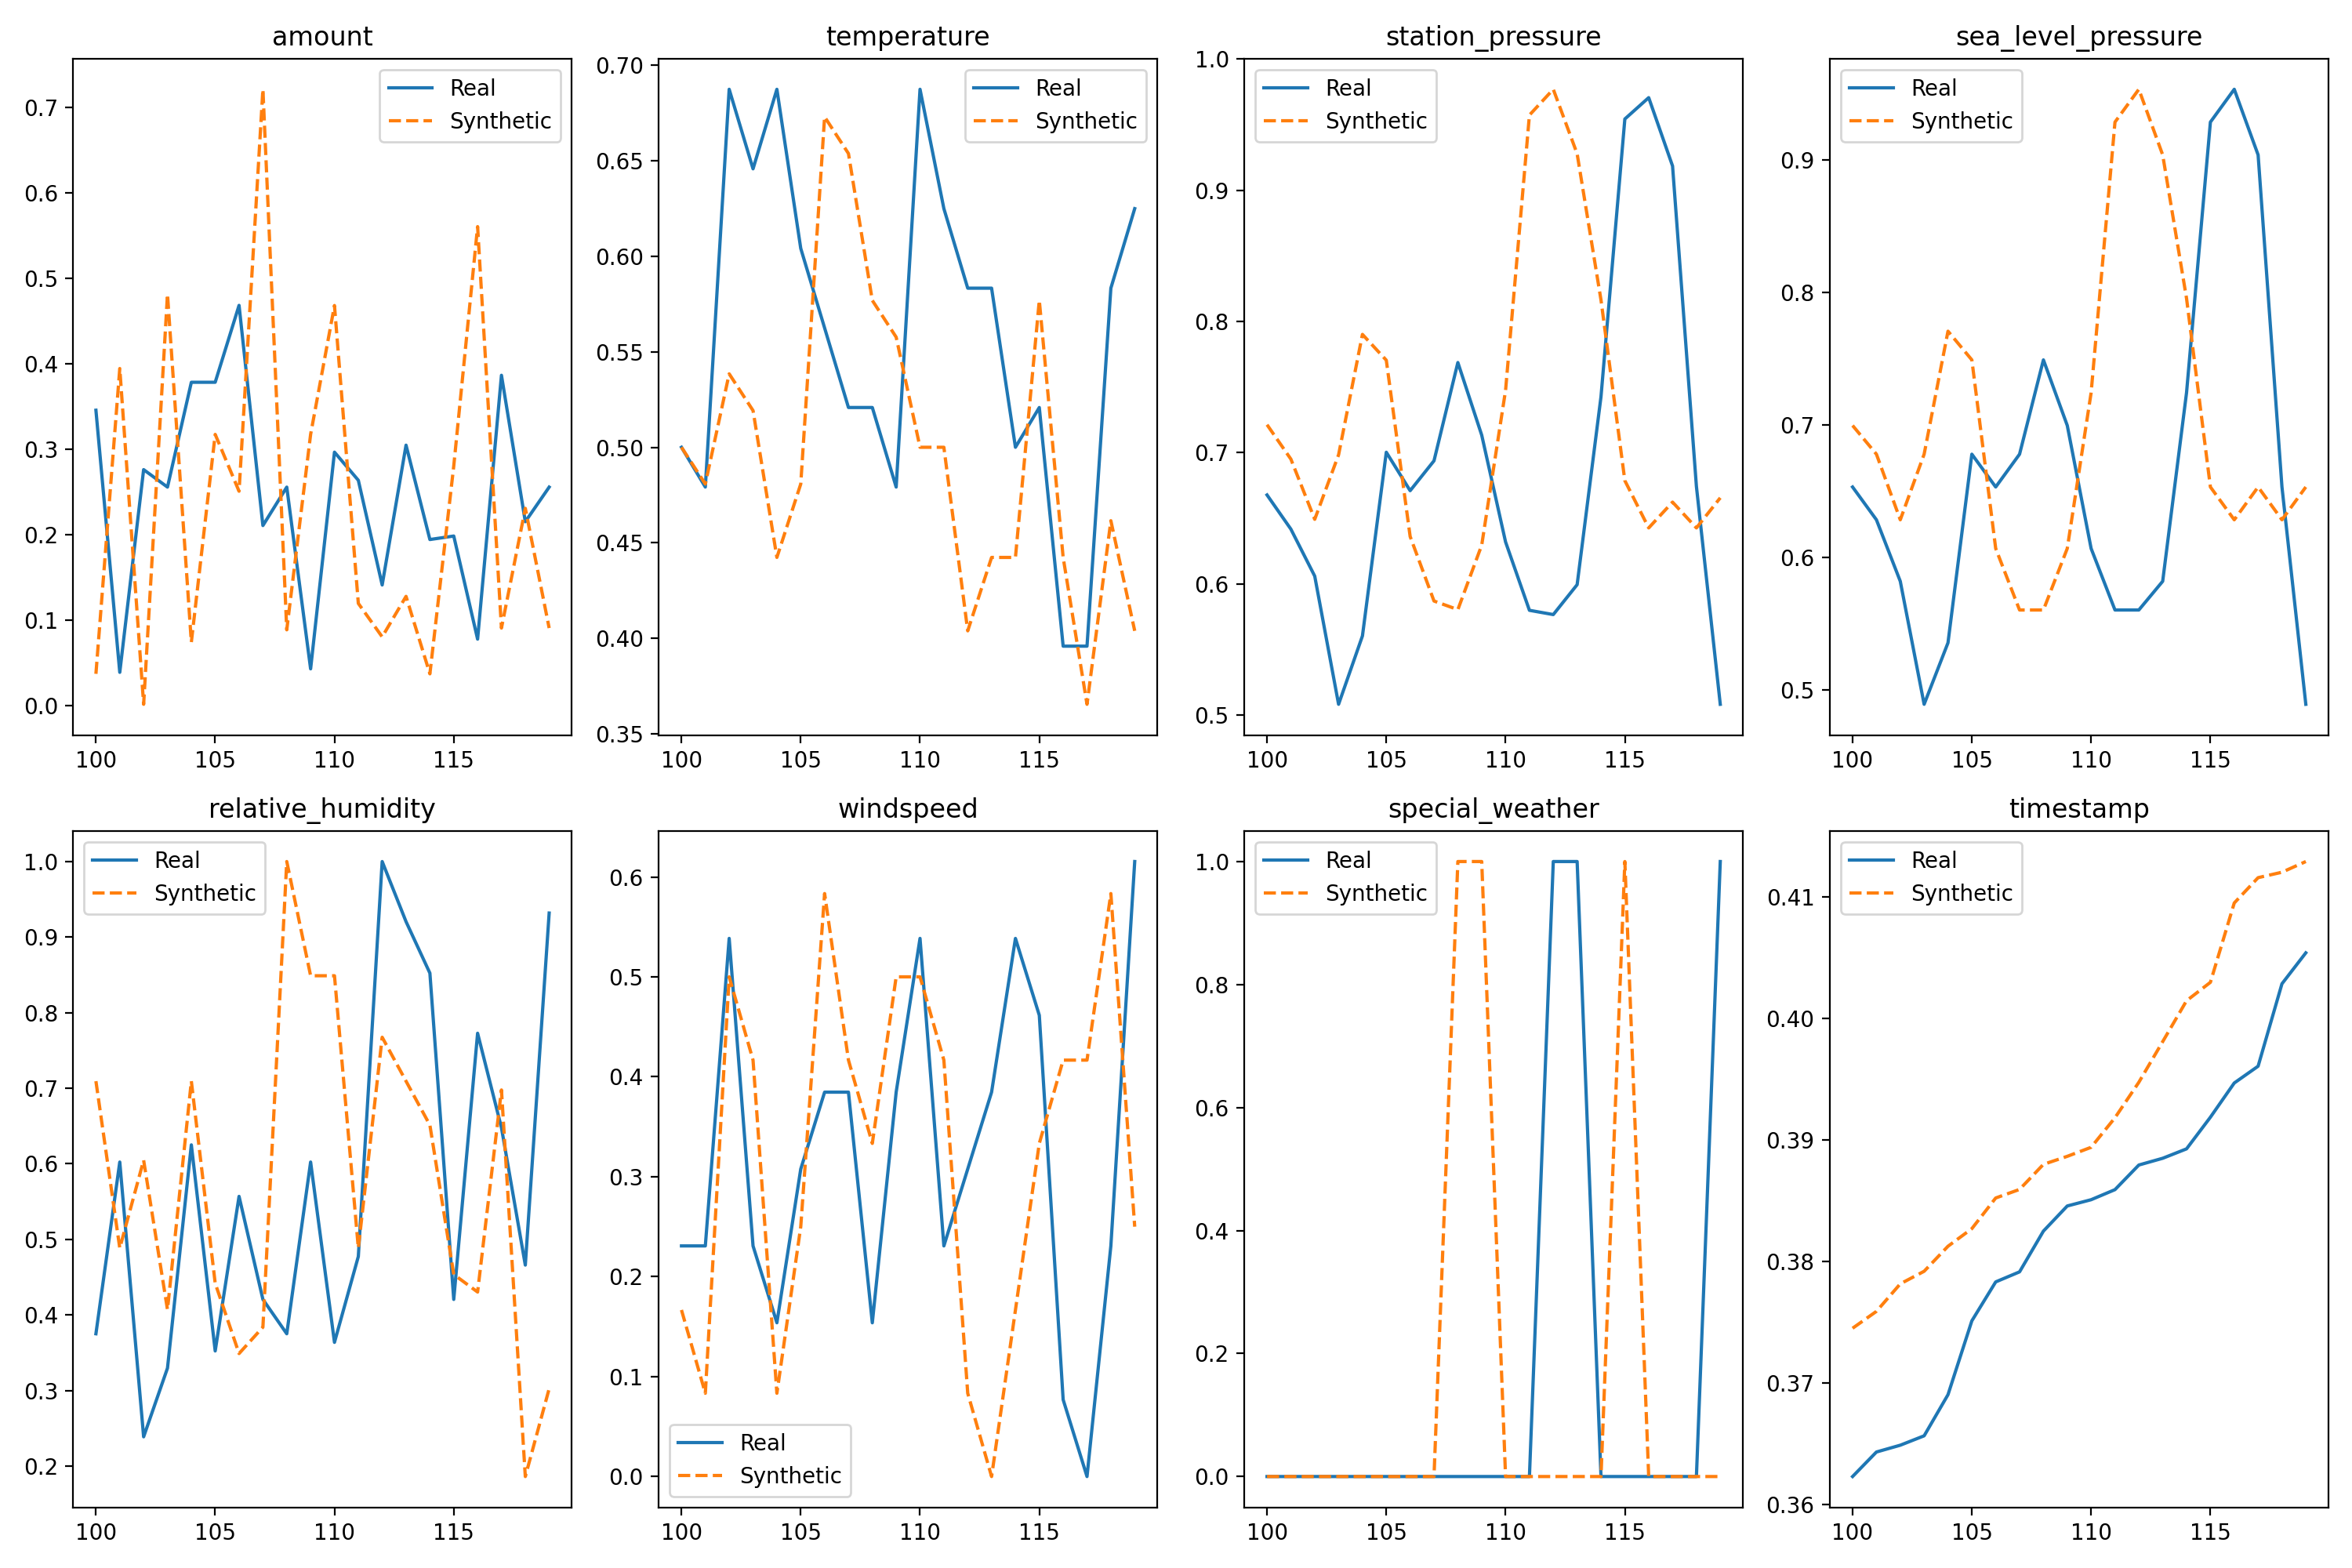 amount
Real
Synthetic
0.7
0.6
0.5
0.4
0.3
0.2
0.1
0.0
100 105 110 115
temperature
Real
Synthetic
0.70
0.65
0.60
0.55
0.50
0.45
0.40
0.35
100 105 110 115
station_pressure
Real
Synthetic
1.0
0.9
0.8
0.7
0.6
0.5
100 105 110 115
sea_level_pressure
Real
Synthetic
0.9
0.8
0.7
0.6
0.5
100 105 110 115
relative_humidity
Real
Synthetic
1.0
0.9
0.8
0.7
0.6
0.5
0.4
0.3
0.2
100 105 110 115
windspeed
0.6
0.5
0.4
0.3
0.2
0.1
0.0
Real
Synthetic
100 105 110 115
special_weather
Real
Synthetic
1.0
0.8
0.6
0.4
0.2
0.0
100 105 110 115
timestamp
Real
Synthetic
0.41
0.40
0.39
0.38
0.37
0.36
100 105 110 115